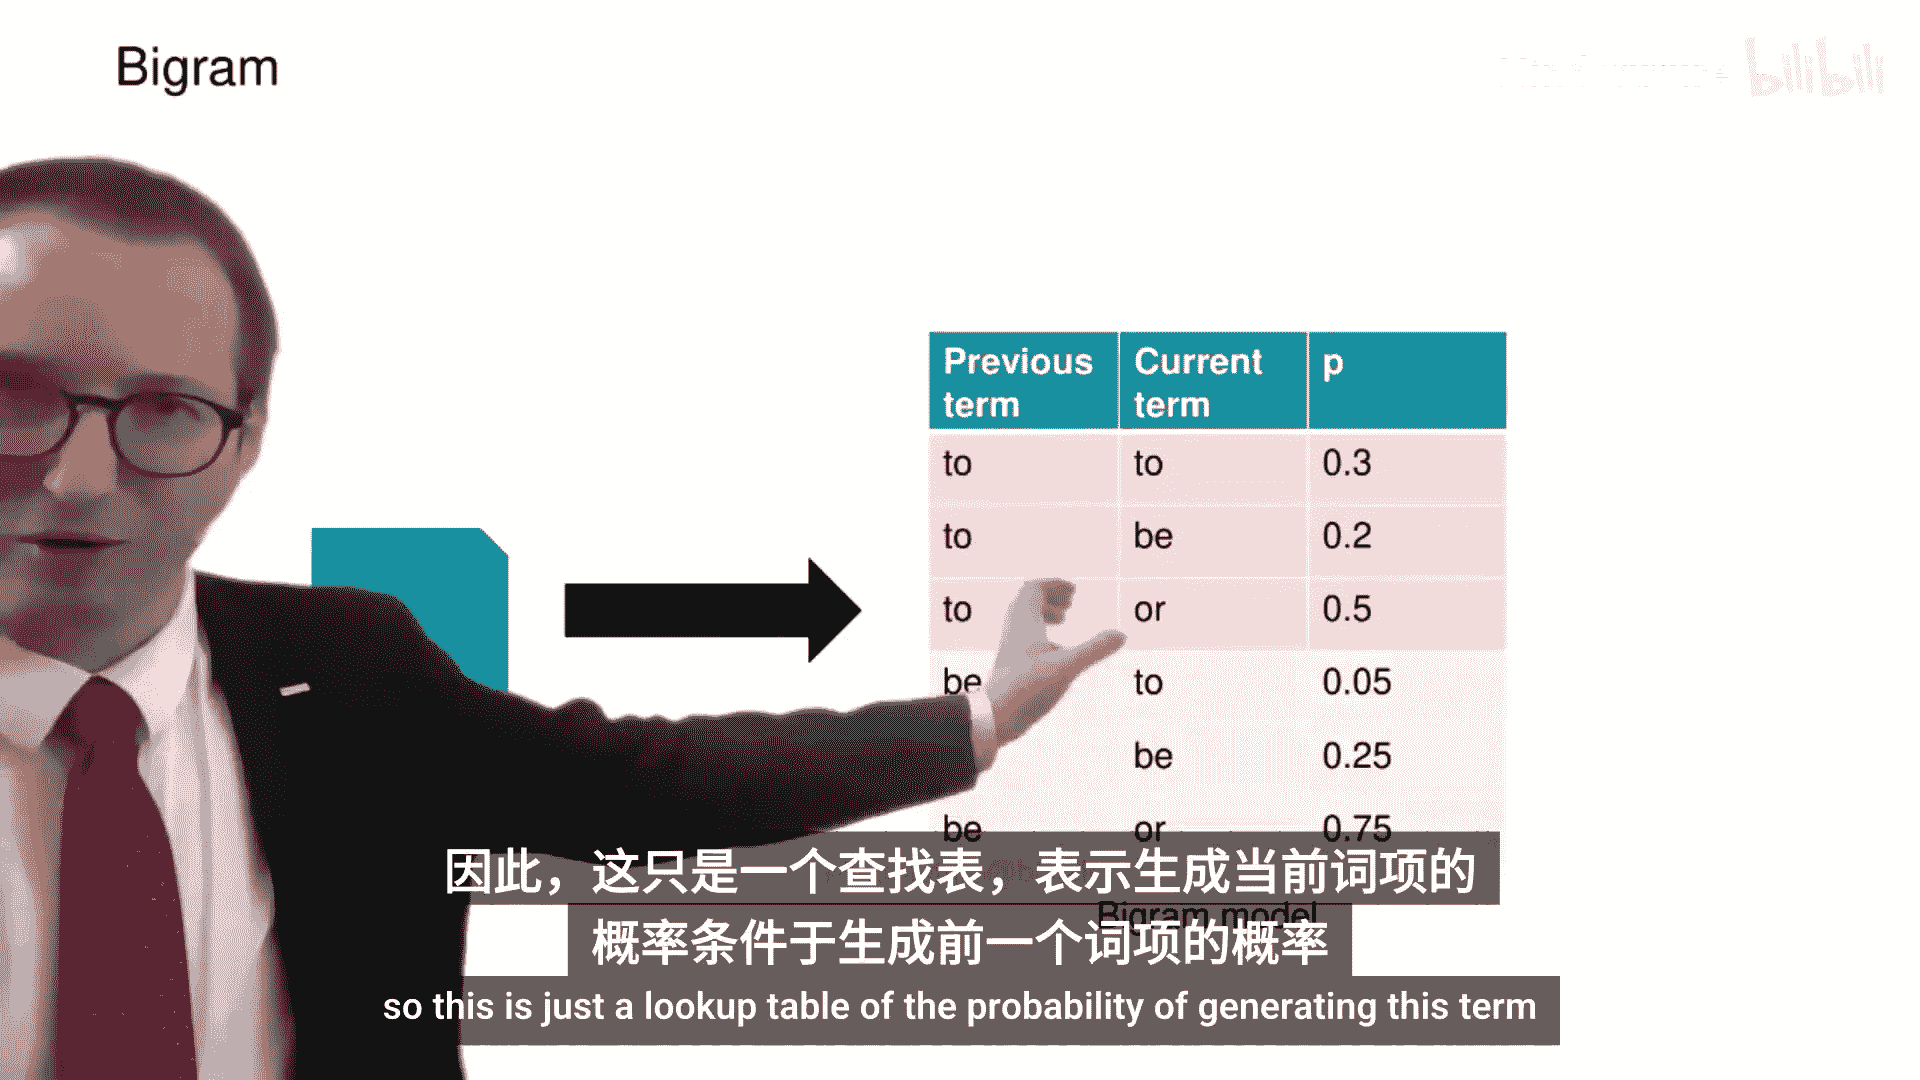 Bigram
bilibili
Previous term
Current term
p
to to 0.3
to be 0.2
to or 0.5
be to 0.05
be 0.25
be or 0.75
Bigram model
因此，这只是一个查找表，表示生成当前词项的
概率条件于生成前一个词项的概率
so this is just a lookup table of the probability of generating this term